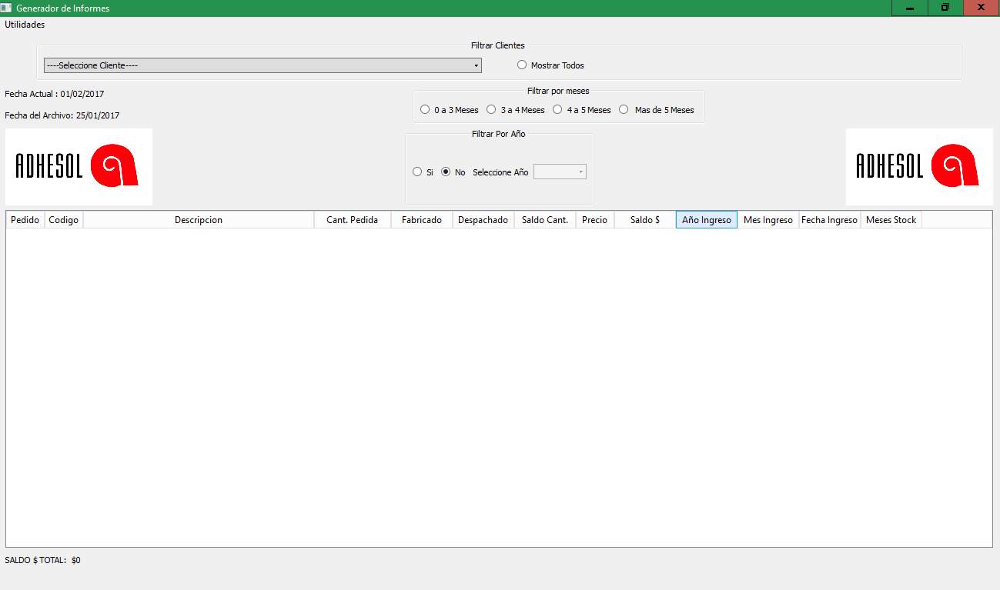 Generador de Informes
Utilidades
Filtrar Clientes
----Seleccione Cliente----
Mostrar Todos
Fecha Actual : 01/02/2017
Filtrar por meses
0 a 3 Meses
3 a 4 Meses
4 a 5 Meses
Mas de 5 Meses
Fecha del Archivo: 25/01/2017
Filtrar Por Año
Si
No
Seleccione Año
ADHESOL
ADHESOL
Pedido Codigo Descripcion Cant. Pedida Fabricado Despachado Saldo Cant. Precio Saldo $ Año Ingreso Mes Ingreso Fecha Ingreso Meses Stock
SALDO $ TOTAL: $0